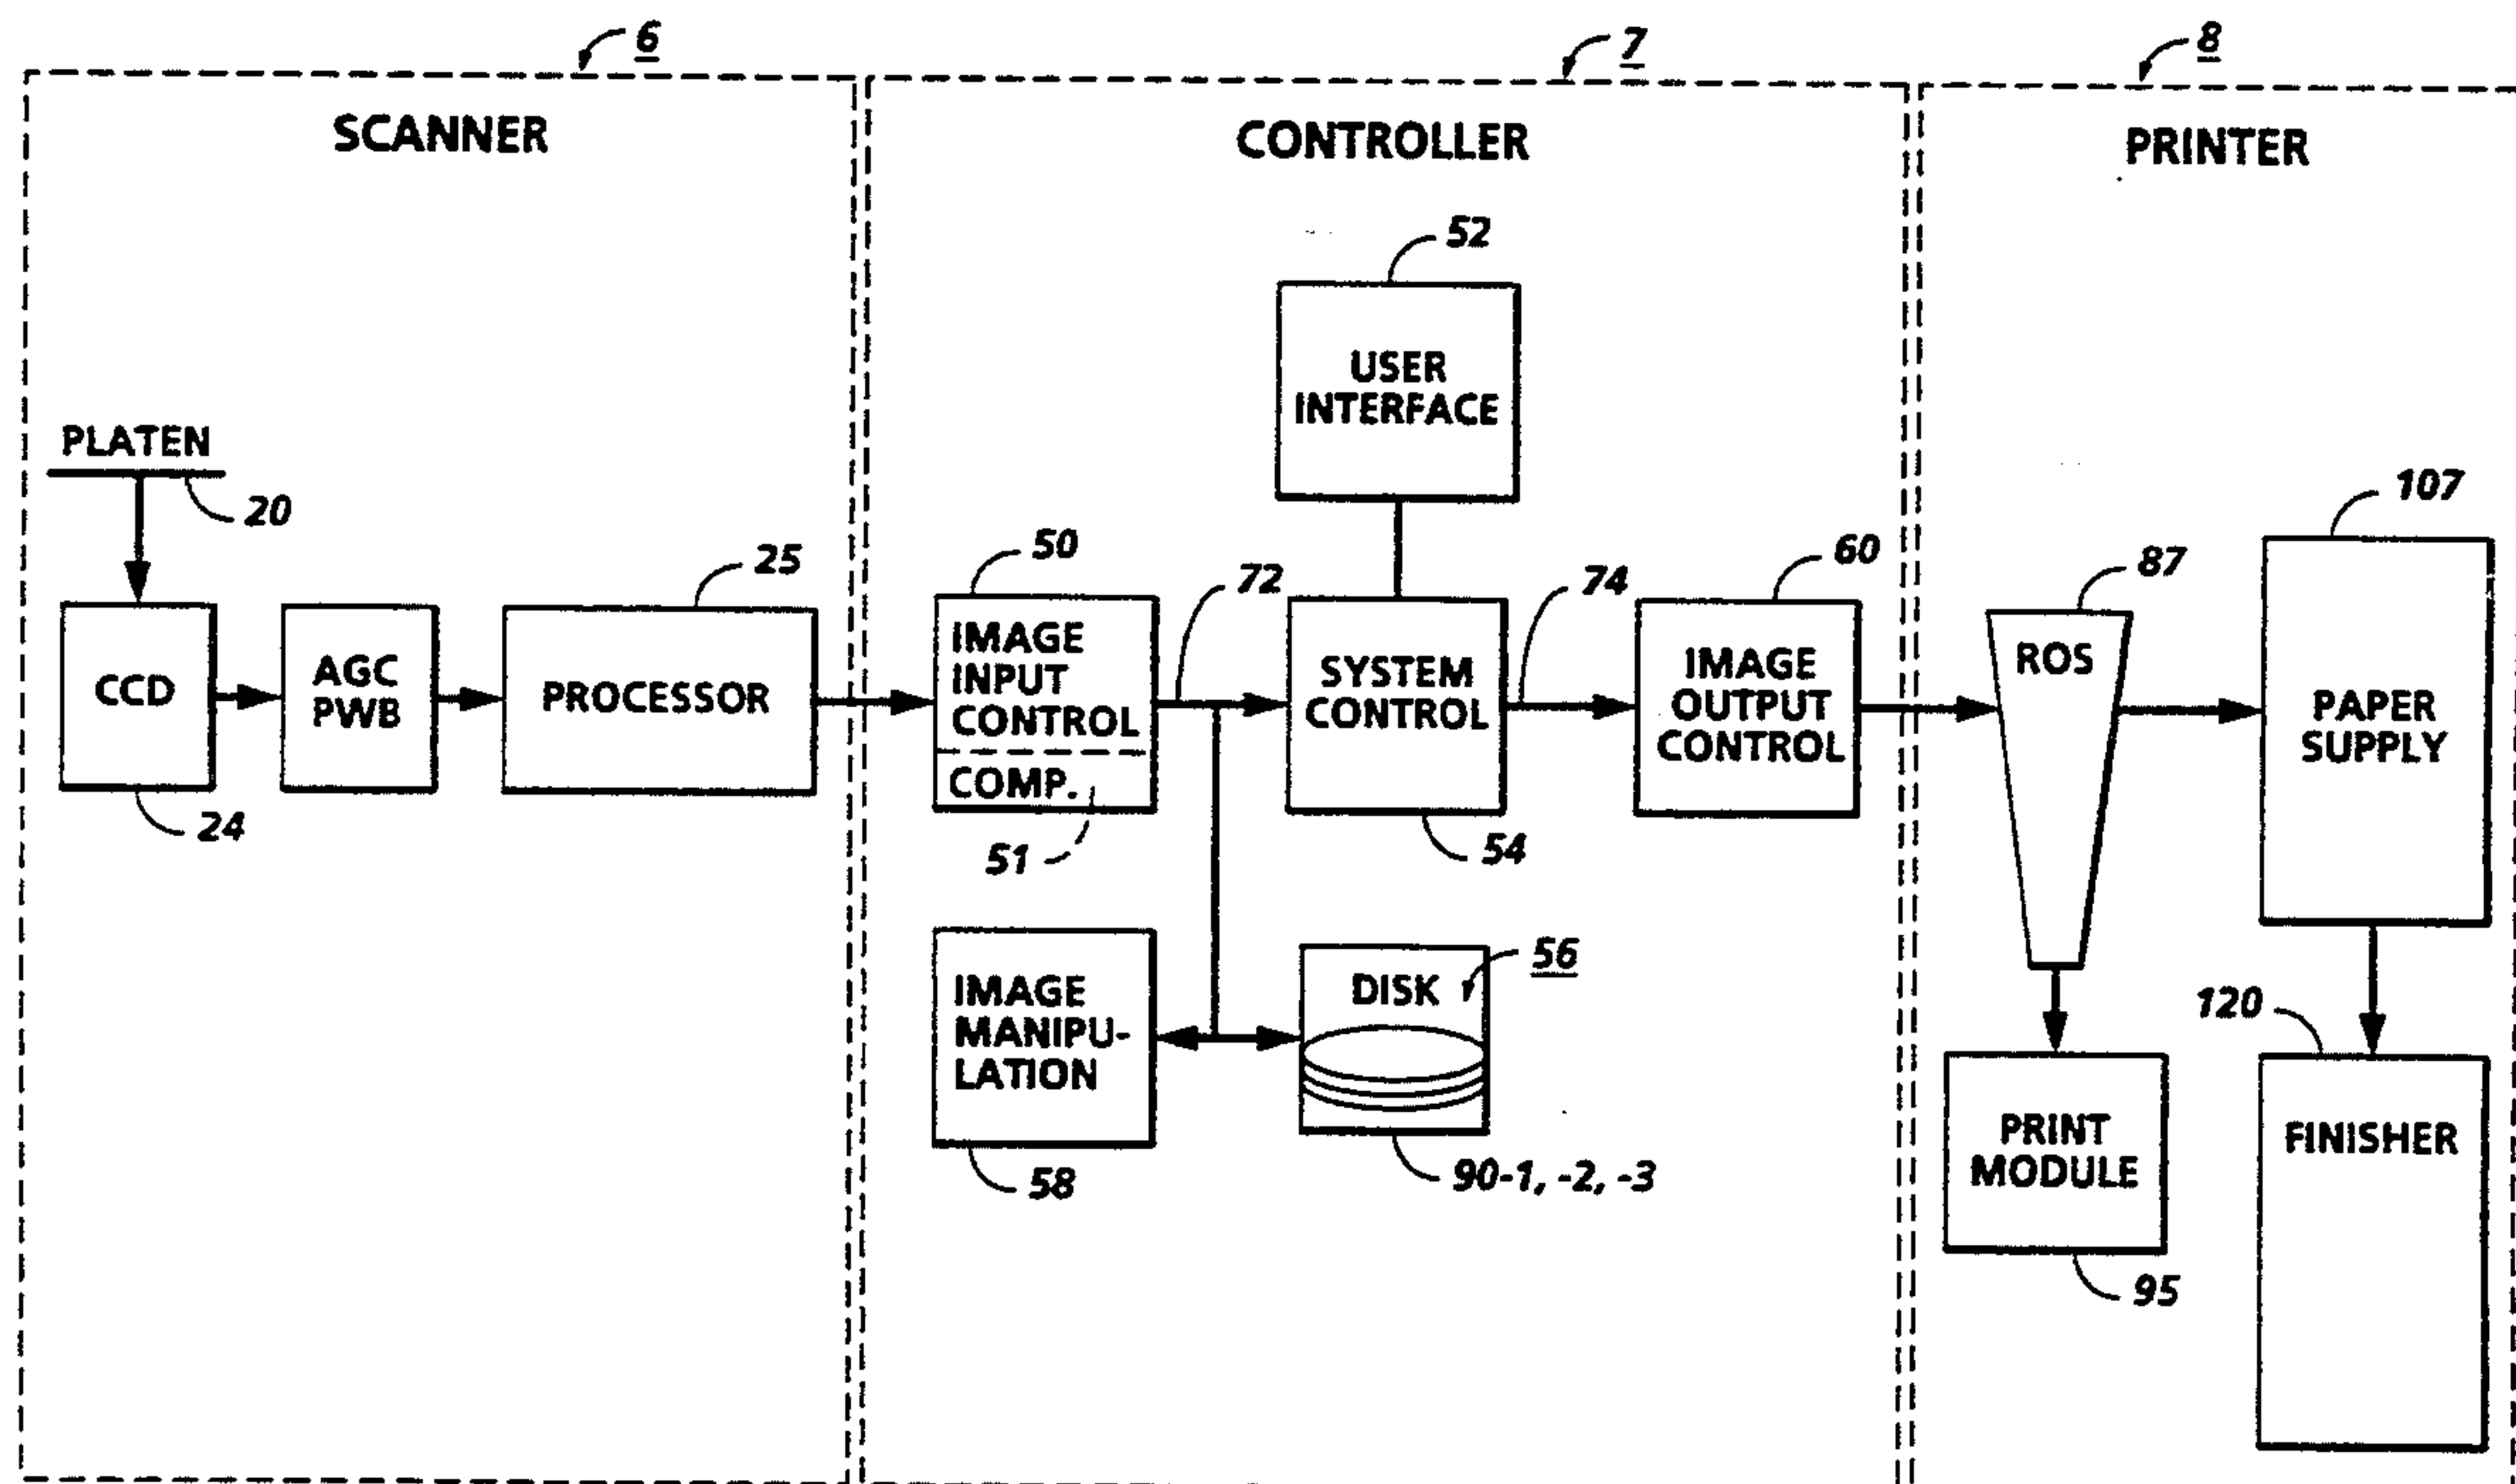 6
7
8
SCANNER
CONTROLLER
PRINTER
52
USER
INTERFACE
PLATEN
20
CCD
24
AGC
PWB
25
PROCESSOR
50
IMAGE
INPUT
CONTROL
COMP.
51
72
SYSTEM
CONTROL
54
74
60
IMAGE
OUTPUT
CONTROL
87
ROS
107
PAPER
SUPPLY
IMAGE
MANIPU-
LATION
58
DISK
56
90-1, -2, -3
PRINT
MODULE
95
120
FINISHER